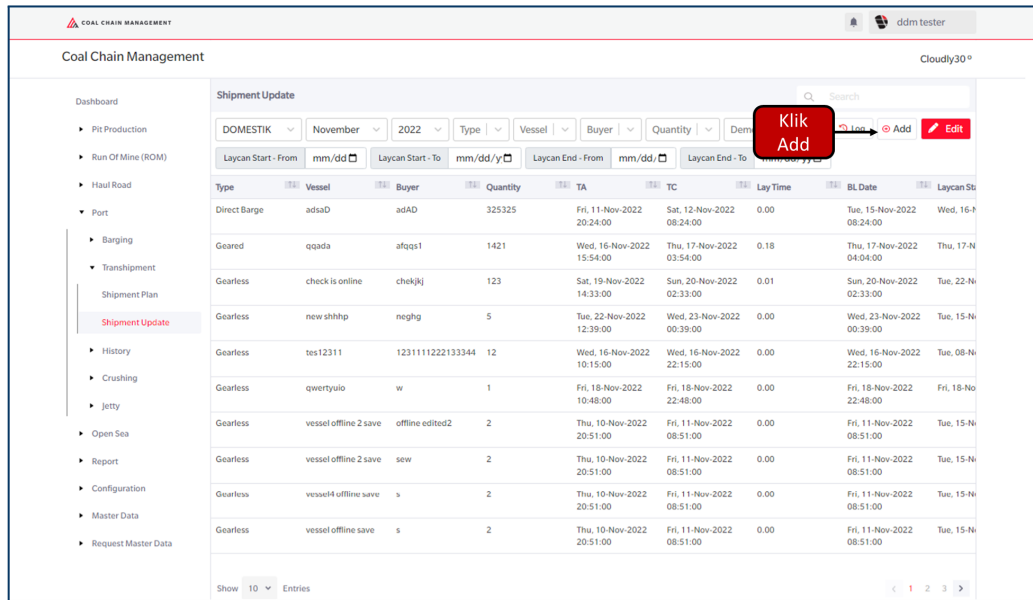 COAL CHAIN MANAGEMENT
ddm tester
Coal Chain Management
Cloudly30 º
Dashboard
Pit Production
Run Of Mine (ROM)
Haul Road
Port
Barging
Transhipment
Shipment Plan
Shipment Update
History
Crushing
Jetty
Open Sea
Report
Configuration
Master Data
Request Master Data
Shipment Update
Search
DOMESTIK November 2022 Type Vessel Buyer Quantity Log Add Edit
Klik
Add
Laycan Start - From mm/dd Laycan Start - To mm/dd/y Laycan End - From mm/dd/ Laycan End - To mm/dd/yy
Type Vessel Buyer Quantity TA TC Lay Time BL Date Laycan Sta
Direct Barge adsaD adAD 325325 Fri, 11-Nov-2022 Sat, 12-Nov-2022 0.00 Tue, 15-Nov-2022 Wed, 16-N
20:24:00 08:24:00 08:24:00
Geared qqada afqqs1 1421 Wed, 16-Nov-2022 Thu, 17-Nov-2022 0.18 Thu, 17-Nov-2022 Thu, 17-N
15:54:00 03:54:00 04:04:00
Gearless check is online chekjkj 123 Sat, 19-Nov-2022 Sun, 20-Nov-2022 0.01 Sun, 20-Nov-2022 Tue, 22-N
14:33:00 02:33:00 02:33:00
Gearless new shhhp neghg 5 Tue, 22-Nov-2022 Wed, 23-Nov-2022 0.00 Wed, 23-Nov-2022 Tue, 15-N
12:39:00 00:39:00 00:39:00
Gearless tes12311 1231111222133344 12 Wed, 16-Nov-2022 Wed, 16-Nov-2022 0.00 Wed, 16-Nov-2022 Tue, 08-N
10:15:00 22:15:00 22:15:00
Gearless qwertyuio w 1 Fri, 18-Nov-2022 Fri, 18-Nov-2022 0.00 Fri, 18-Nov-2022 Fri, 18-No
10:48:00 22:48:00 22:48:00
Gearless vessel offline 2 save offline edited2 2 Thu, 10-Nov-2022 Fri, 11-Nov-2022 0.00 Fri, 11-Nov-2022 Tue, 15-N
20:51:00 08:51:00 08:51:00
Gearless vessel offline 2 save sew 2 Thu, 10-Nov-2022 Fri, 11-Nov-2022 0.00 Fri, 11-Nov-2022 Tue, 15-N
20:51:00 08:51:00 08:51:00
Gearless vessel4 offline save s 2 Thu, 10-Nov-2022 Fri, 11-Nov-2022 0.00 Fri, 11-Nov-2022 Tue, 15-N
20:51:00 08:51:00 08:51:00
Gearless vessel offline save s 2 Thu, 10-Nov-2022 Fri, 11-Nov-2022 0.00 Fri, 11-Nov-2022 Tue, 15-N
20:51:00 08:51:00 08:51:00
Show 10 Entries
1 2 3